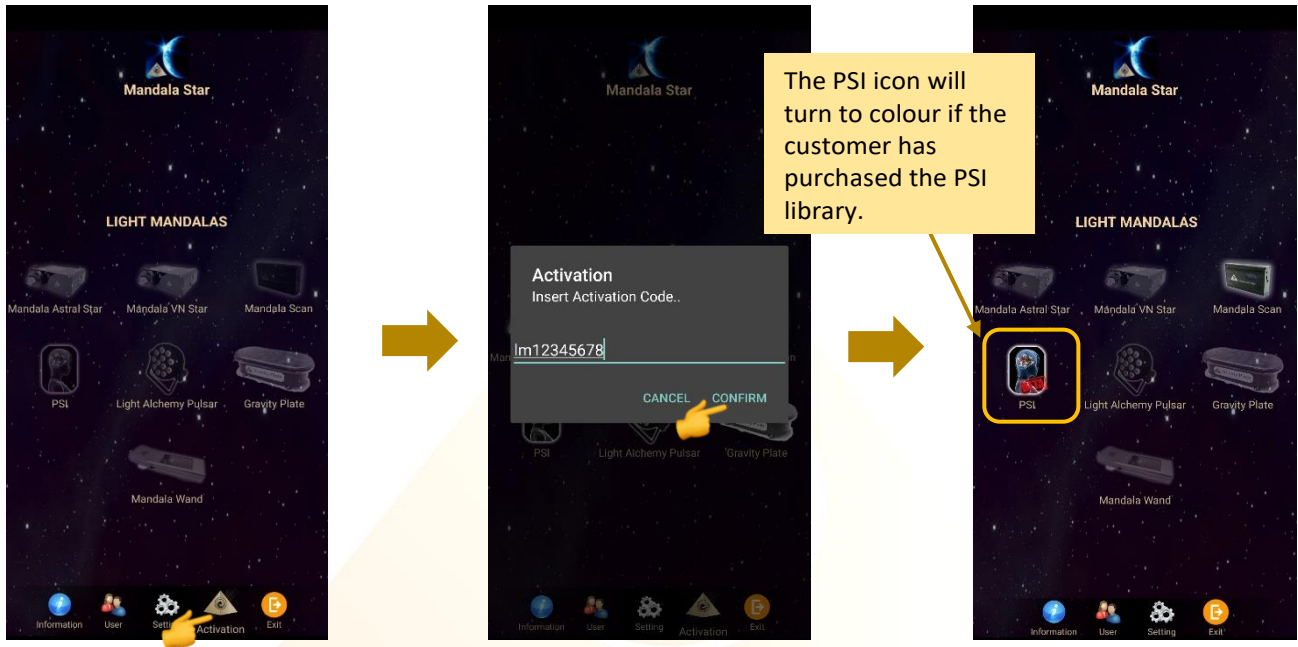 Mandala Star
LIGHT MANDALAS
Mandala Astral Star
Mandala VN Star
Mandala Scan
PSI
Light Alchemy Pulsar
Gravity Plate
Mandala Wand
Information
User
Activation
Exit
Mandala Star
Activation
Insert Activation Code..
lm12345678
CANCEL
CONFIRM
PSI
Light Alchemy Pulsar
Gravity Plate
Information
User
Setting
Activation
Exit
The PSI icon will
turn to colour if the
customer has
purchased the PSI
library.
Mandala Star
LIGHT MANDALAS
Mandala Astral Star
Mandala VN Star
Mandala Scan
PSI
Light Alchemy Pulsar
Gravity Plate
Mandala Wand
Information
User
Setting
Exit